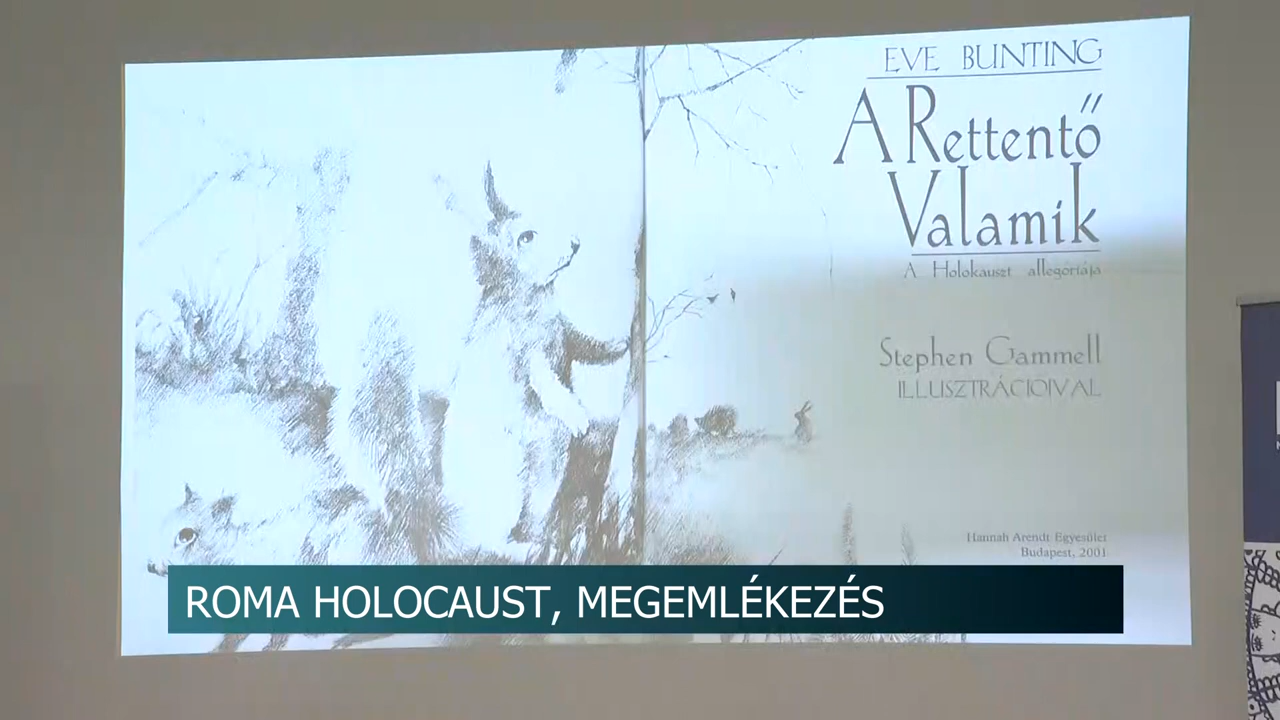 EVE BUNTING
A Rettentő
Valamik
A Holokauszt allegóriája
Stephen Gammell
ILLUSZTRÁCIÓIVAL
Hannah Arendt Egyesület
Budapest, 2001
ROMA HOLOCAUST, MEGEMLÉKEZÉS